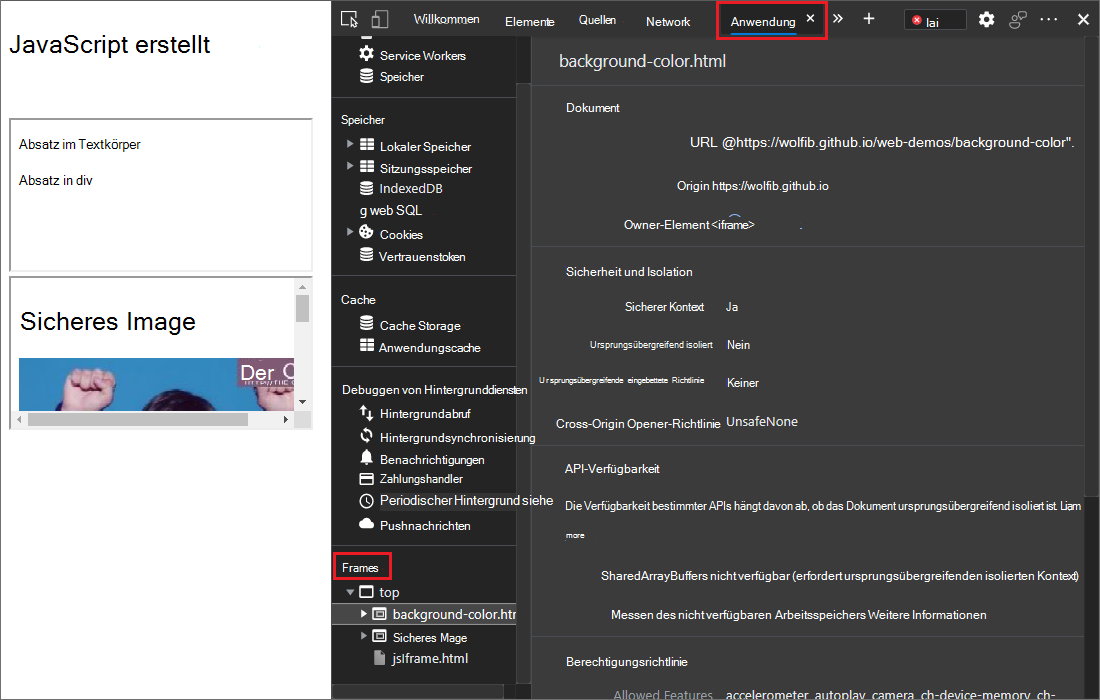 Willkommen Elemente Quellen Network Anwendung lai
JavaScript erstellt
Absatz im Textkörper
Absatz in div
Sicheres Image
Der
Service Workers
Speicher
Speicher
Lokaler Speicher
Sitzungsspeicher
IndexedDB
g web SQL
Cookies
Vertrauenstoken
Cache
Cache Storage
Anwendungscache
Debuggen von Hintergrunddiensten
Hintergrundabruf
Hintergrundsynchronisierung
Benachrichtigungen
Zahlungshandler
Periodischer Hintergrund siehe
Pushnachrichten
Frames
top
background-color.htm
Sicheres Mage
jsIframe.html
background-color.html
Dokument
URL @https://wolfib.github.io/web-demos/background-color".
Origin https://wolfib.github.io
Owner-Element <iframe>
Sicherheit und Isolation
Sicherer Kontext Ja
Ursprungsübergreifend isoliert Nein
Ursprungsübergreifende eingebettete Richtlinie Keiner
Cross-Origin Opener-Richtlinie UnsafeNone
API-Verfügbarkeit
Die Verfügbarkeit bestimmter APIs hängt davon ab, ob das Dokument ursprungsübergreifend isoliert ist. Liam
more
SharedArrayBuffers nicht verfügbar (erfordert ursprungsübergreifenden isolierten Kontext)
Messen des nicht verfügbaren Arbeitsspeichers Weitere Informationen
Berechtigungsrichtlinie
Allowed Features accelerometer, autoplay, camera, ch-device-memory, ch-